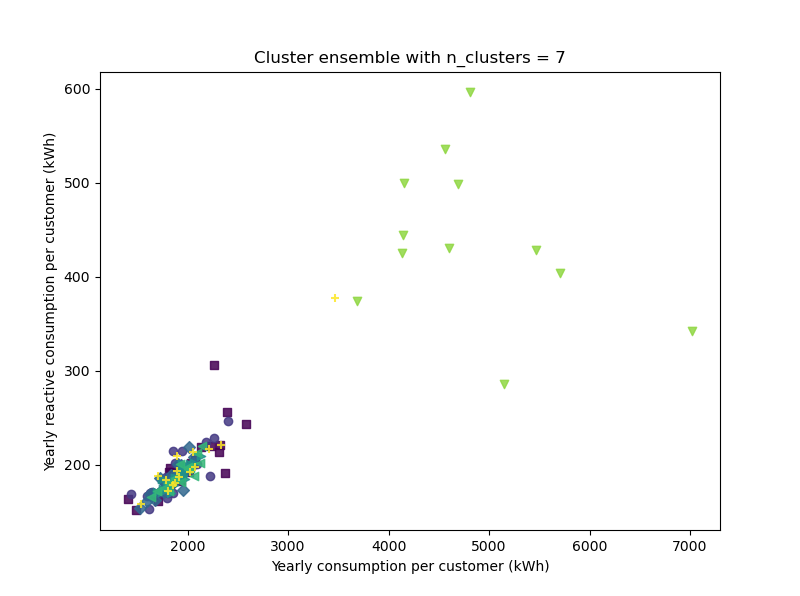 Cluster ensemble with n_clusters = 7
600
500
400
300
200
Yearly reactive consumption per customer (kWh)
2000 3000 4000 5000 6000 7000
Yearly consumption per customer (kWh)